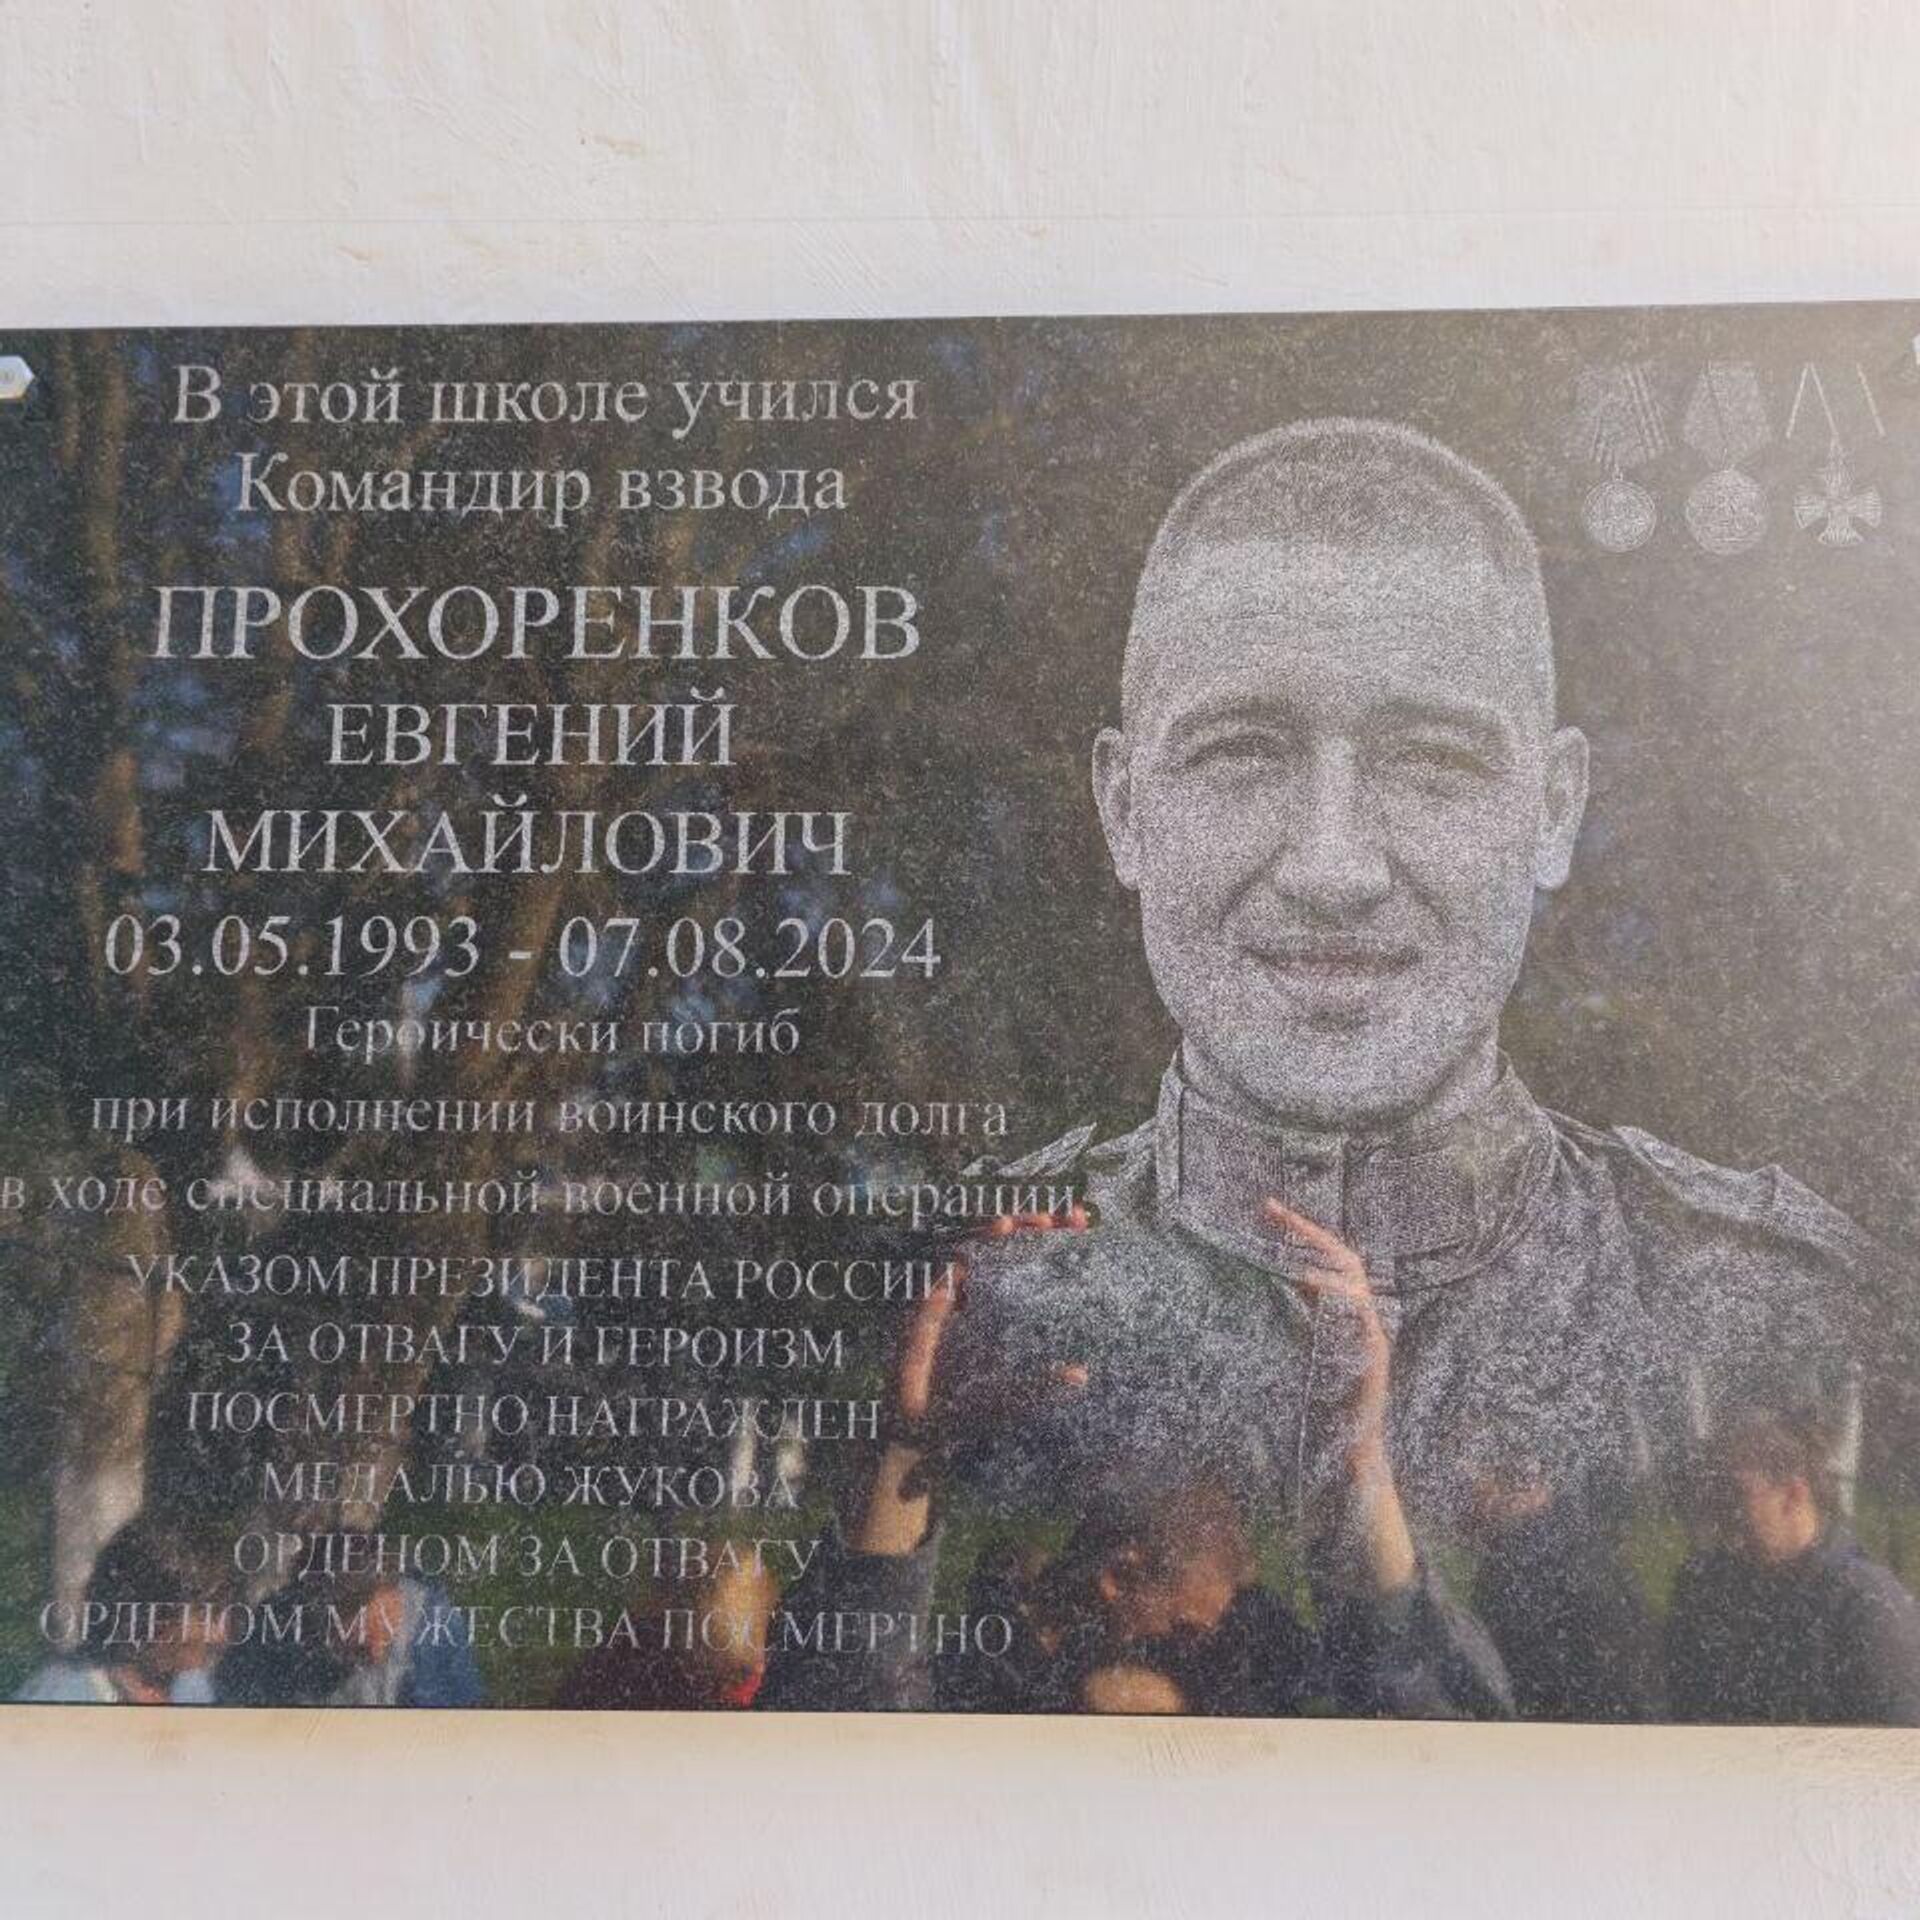 В этой школе учился
Командир взвода
ПРОХОРЕНКОВ
ЕВГЕНИЙ
МИХАЙЛОВИЧ
03.05.1993 - 07.08.2024
Героически погиб
при исполнении воинского долга
в ходе специальной военной операции
УКАЗОМ ПРЕЗИДЕНТА РОССИИ
ЗА ОТВАГУ И ГЕРОИЗМ
ПОСМЕРТНО НАГРАЖДЕН
МЕДАЛЬЮ ЖУКОВА
ОРДЕНОМ ЗА ОТВАГУ
ОРДЕНОМ МУЖЕСТВА ПОСМЕРТНО